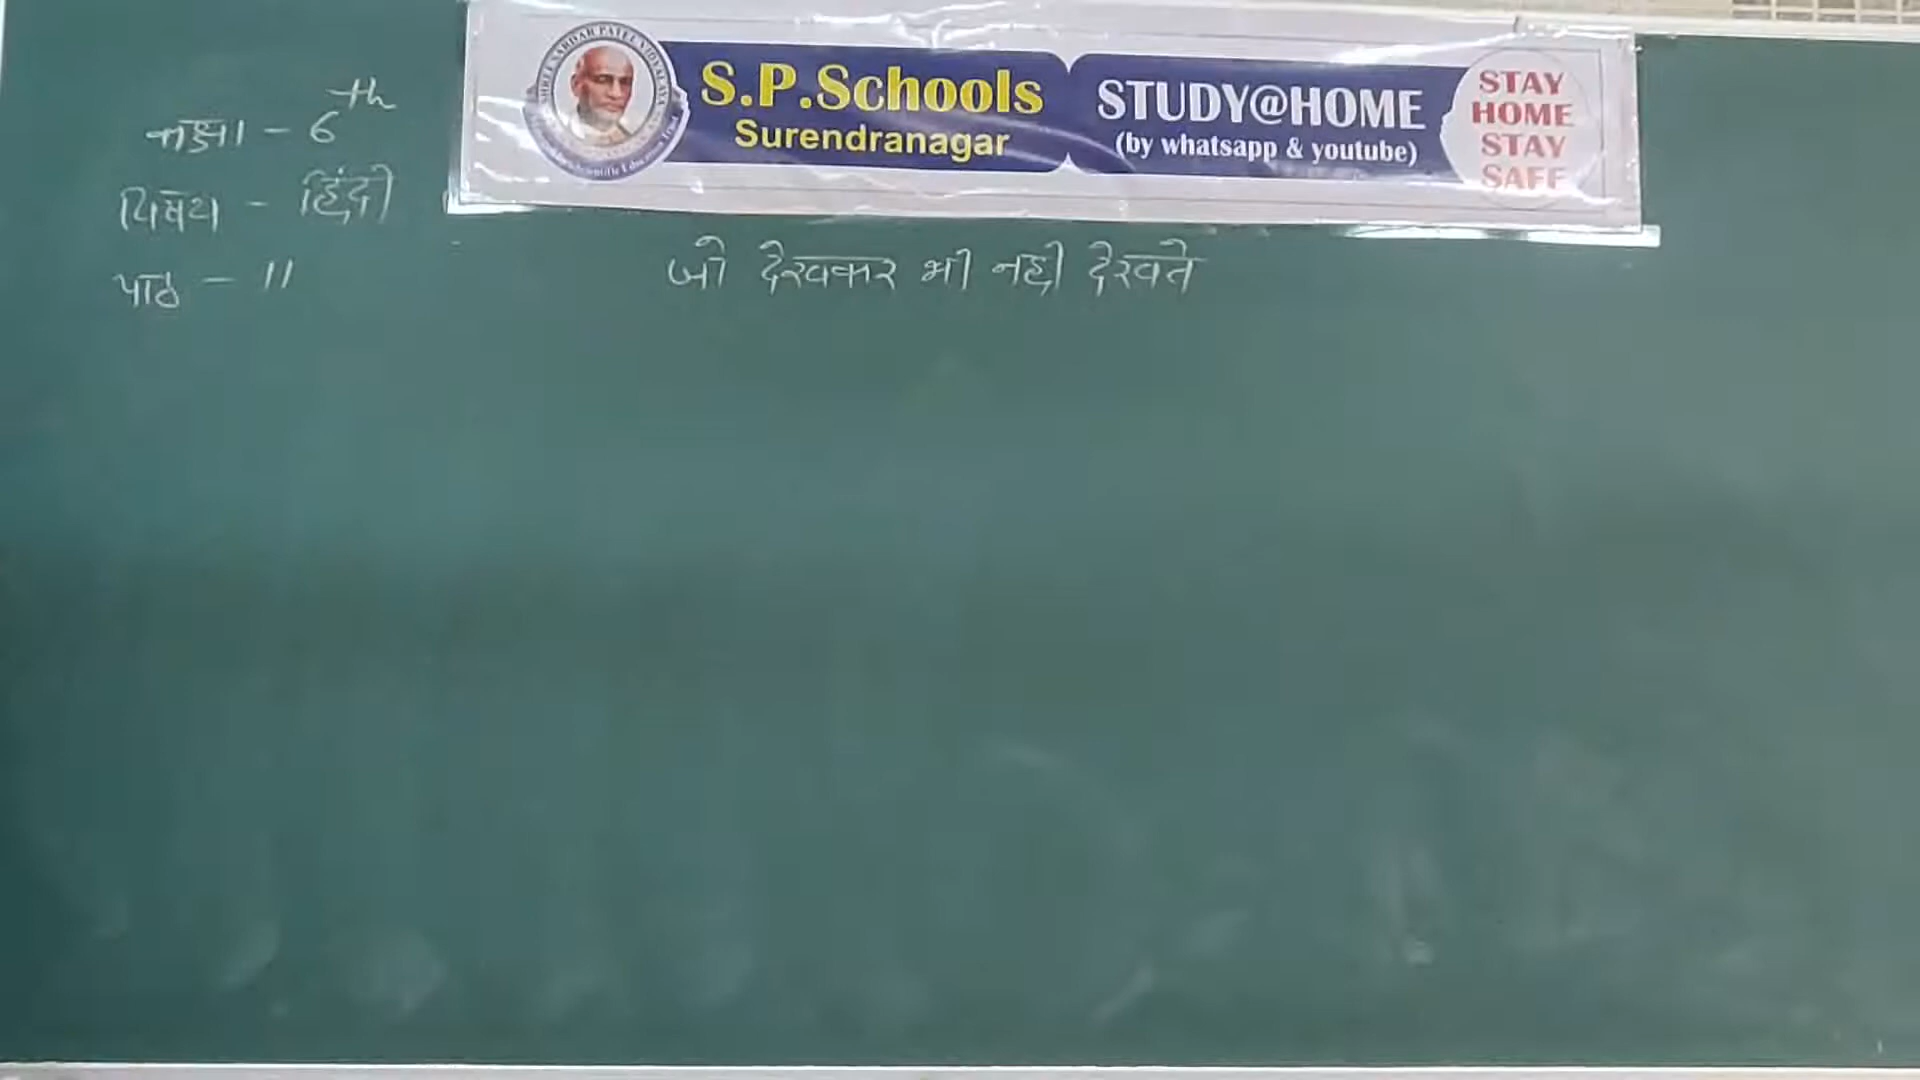 S.P.Schools
Surendranagar
STUDY@HOME
(by whatsapp & youtube)
STAY
HOME
STAY
SAFE
कक्षा - 6th
विषय - हिंदी
पाठ - 11
जो देखकर भी नही देखते